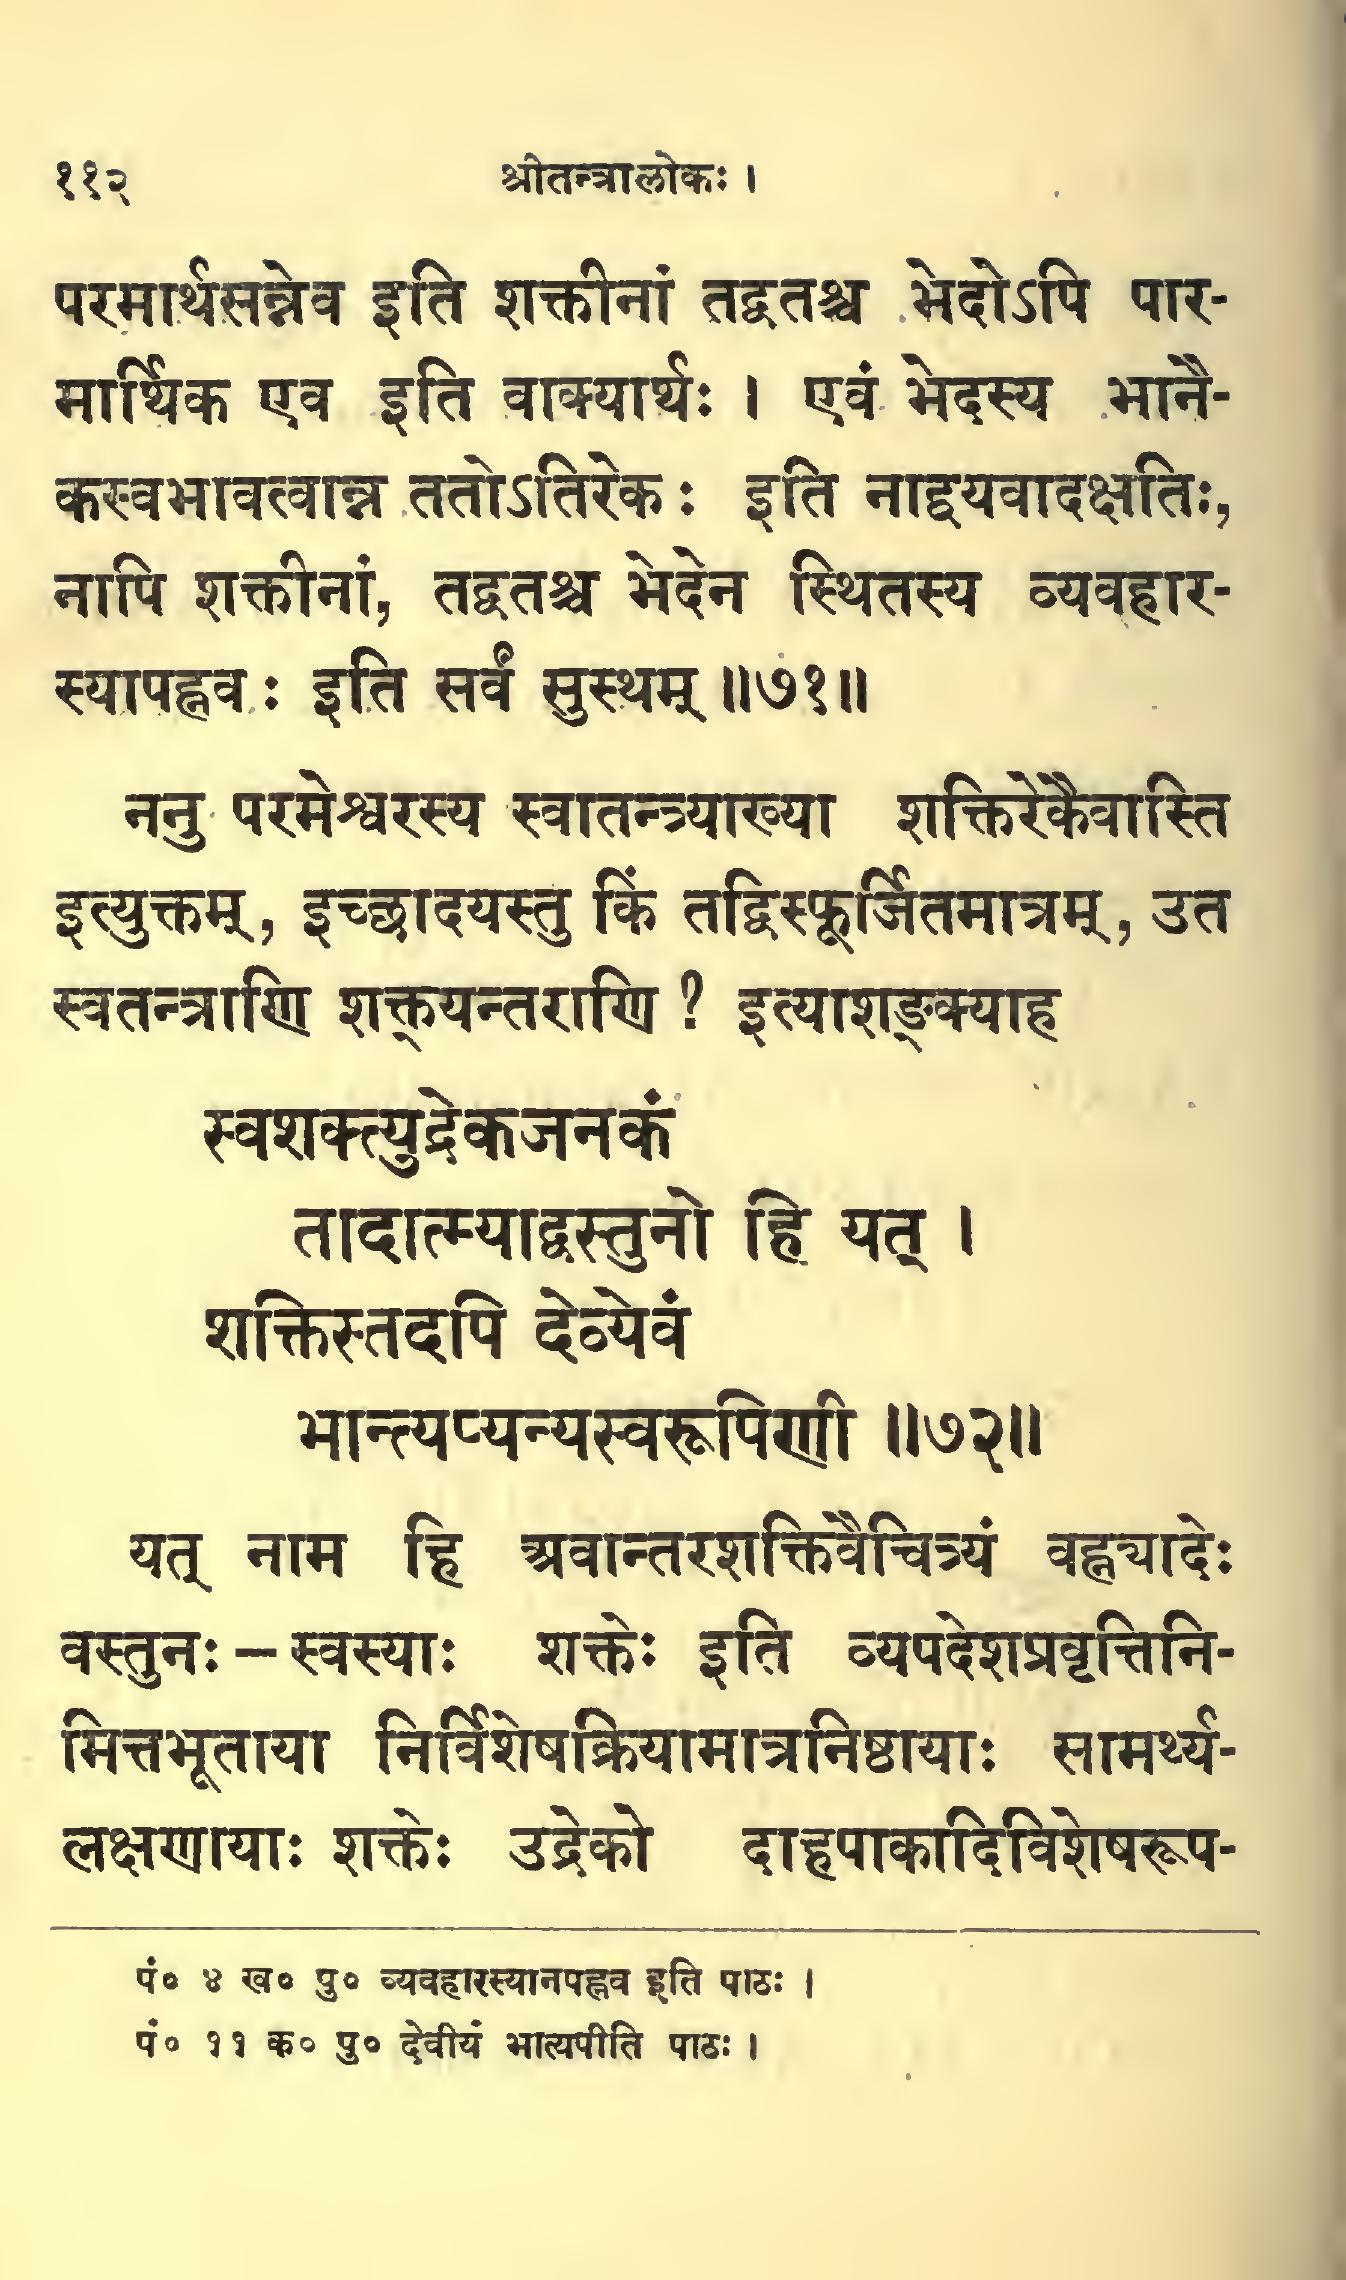 ११२ श्रीतन्त्रालोकः ।
परमार्थसन्नेव इति शक्तीनां तद्वतश्च भेदोऽपि पार-
मार्थिक एव इति वाक्यार्थः । एवं भेदस्य भानै-
कस्वभावत्वान्न ततोऽतिरेकः इति नाद्वयवादक्षतिः,
नापि शक्तीनां, तद्वतश्च भेदेन स्थितस्य व्यवहार-
स्यापह्नवः इति सर्वं सुस्थम् ॥७१॥
ननु परमेश्वरस्य स्वातन्त्र्याख्या शक्तिरेकैवास्ति
इत्युक्तम्, इच्छादयस्तु किं तद्विस्फूर्जितमात्रम्, उत
स्वतन्त्राणि शक्त्यन्तराणि ? इत्याशङ्क्याह
स्वशक्त्युद्रेकजनकं
तादात्म्याद्वस्तुनो हि यत् ।
शक्तिस्तदपि देव्येवं
भान्त्यप्यन्यस्वरूपिणी ॥७२॥
यत् नाम हि अवान्तरशक्तिवैचित्र्यं वह्न्यादेः
वस्तुनः – स्वस्याः शक्तेः इति व्यपदेशप्रवृत्तिनि-
मित्तभूताया निर्विशेषक्रियामात्रनिष्ठायाः सामर्थ्य-
लक्षणायाः शक्तेः उद्रेको दाहपाकादिविशेषरूप-
पं० ४ ख० पु० व्यवहारस्यानपह्नव इति पाठः ।
पं० ११ क० पु० देवीयं भात्यपीति पाठः ।